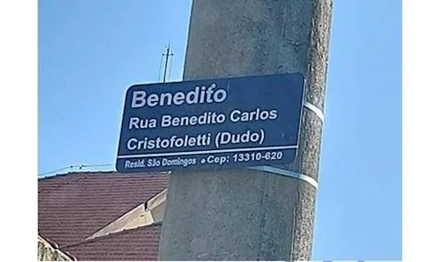 Benedito
Rua Benedito Carlos
Cristofoletti (Dudo)
Resid. São Domingos • Cep: 13310-620